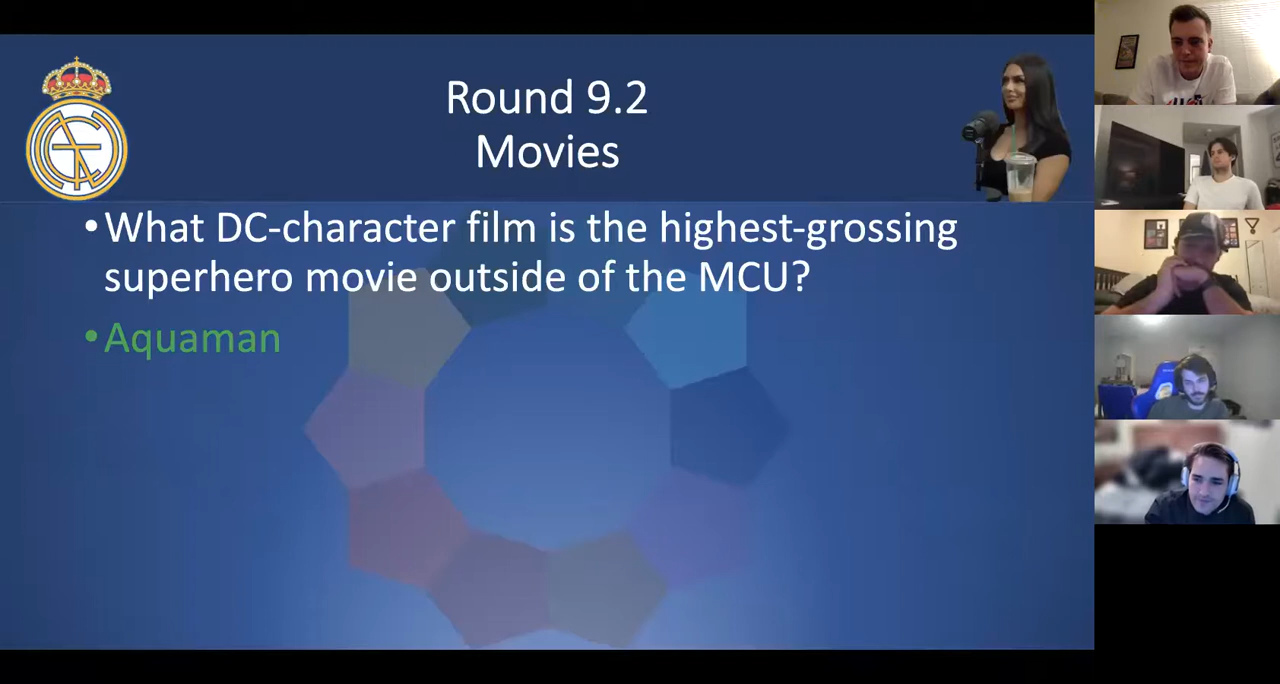 Round 9.2
Movies
•What DC-character film is the highest-grossing
superhero movie outside of the MCU?
•Aquaman